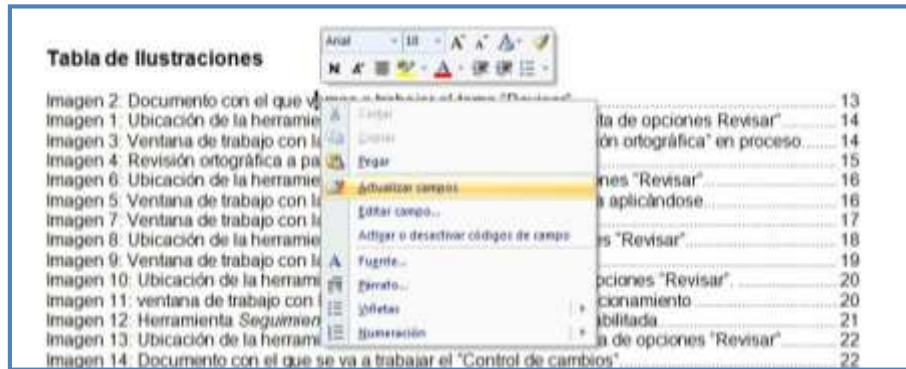 Arial 10
Tabla de Ilustraciones
Imagen 2: Documento con el que vamos a trabajar el tema "Revisar" 13
Imagen 1: Ubicación de la herramie ta de opciones Revisar" 14
Imagen 3: Ventana de trabajo con la ón ortográfica" en proceso 14
Imagen 4: Revisión ortográfica a pa 15
Imagen 6: Ubicación de la herramie nes "Revisar" 16
Imagen 5: Ventana de trabajo con la a aplicándose 16
Imagen 7: Ventana de trabajo con la 17
Imagen 8: Ubicación de la herramie es "Revisar" 18
Imagen 9: Ventana de trabajo con la 19
Imagen 10: Ubicación de la herrami pciones "Revisar". 20
Imagen 11: ventana de trabajo con cionamiento 20
Imagen 12: Herramienta Seguimien abilitada 21
Imagen 13: Ubicación de la herrami a de opciones "Revisar" 22
Imagen 14: Documento con el que se va a trabajar el "Control de cambios" 22
Cortar
Copiar
Pegar
Actualizar campos
Editar campo...
Activar o desactivar códigos de campo
Fuente...
Párrafo...
Viñetas
Numeración